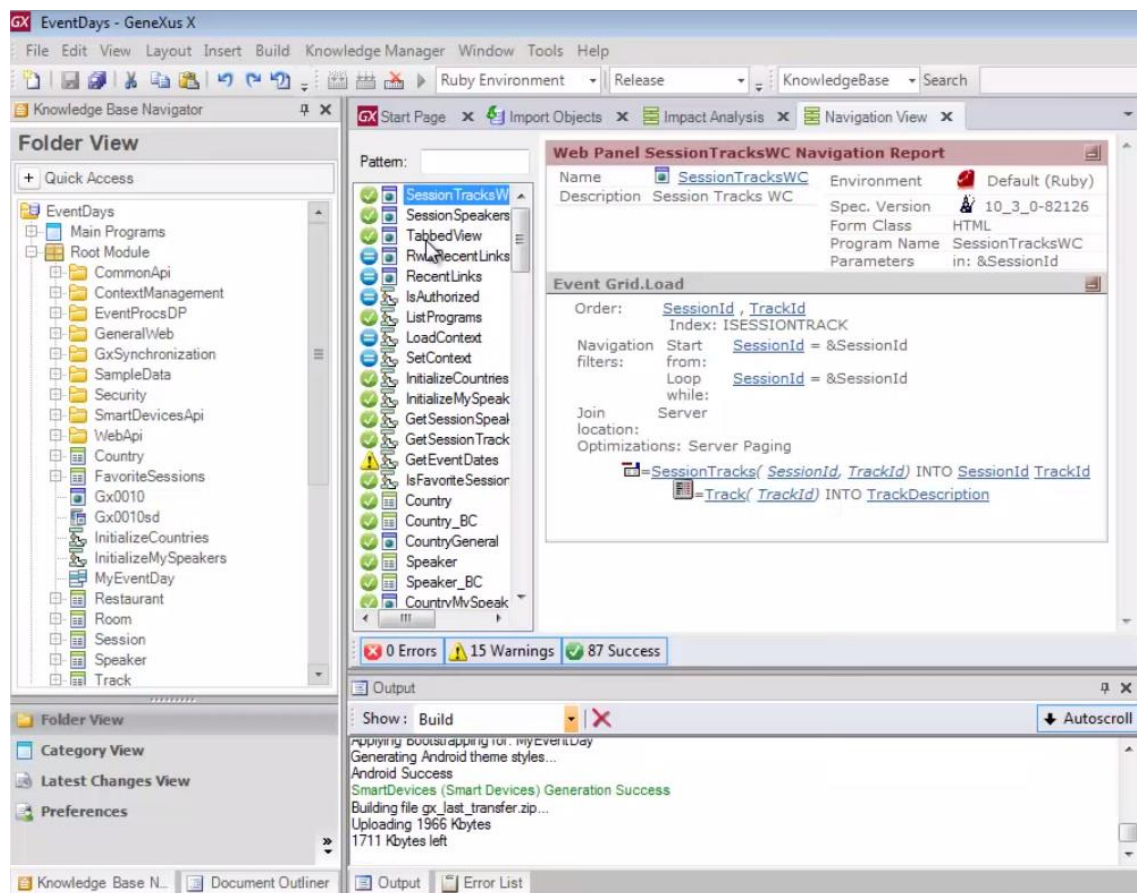 GX EventDays - GeneXus X
File Edit View Layout Insert Build Knowledge Manager Window Tools Help
Ruby Environment Release KnowledgeBase Search
Knowledge Base Navigator
Folder View
+ Quick Access
EventDays
Main Programs
Root Module
CommonApi
ContextManagement
EventProcsDP
GeneralWeb
GxSynchronization
SampleData
Security
SmartDevicesApi
WebApi
Country
FavoriteSessions
Gx0010
Gx0010sd
InitializeCountries
InitializeMySpeakers
MyEventDay
Restaurant
Room
Session
Speaker
Track
Folder View
Category View
Latest Changes View
Preferences
Knowledge Base N... Document Outliner
GX Start Page Import Objects Impact Analysis Navigation View
Pattern:
SessionTracksW
SessionSpeakers
TabbedView
RecentLinks
RecentLinks
IsAuthorized
ListPrograms
LoadContext
SetContext
InitializeCountries
InitializeMySpeak
GetSessionSpeak
GetSessionTrack
GetEventDates
IsFavoriteSession
Country
Country_BC
CountryGeneral
Speaker
Speaker_BC
CountryMySpeak
Web Panel SessionTracksWC Navigation Report
Name SessionTracksWC
Description Session Tracks WC
Environment Default (Ruby)
Spec. Version 10_3_0-82126
Form Class HTML
Program Name SessionTracksWC
Parameters in: &SessionId
Event Grid.Load
Order: SessionId , TrackId
Index: ISESSIONTRACK
Navigation Start SessionId = &SessionId
filters: from:
Loop SessionId = &SessionId
while:
Join Server
location:
Optimizations: Server Paging
=SessionTracks( SessionId, TrackId) INTO SessionId TrackId
=Track( TrackId) INTO TrackDescription
0 Errors 15 Warnings 87 Success
Output
Show: Build Autoscroll
Applying Bootstrapping for: MyEventDay
Generating Android theme styles...
Android Success
SmartDevices (Smart Devices) Generation Success
Building file gx_last_transfer.zip...
Uploading 1966 Kbytes
1711 Kbytes left
Output Error List